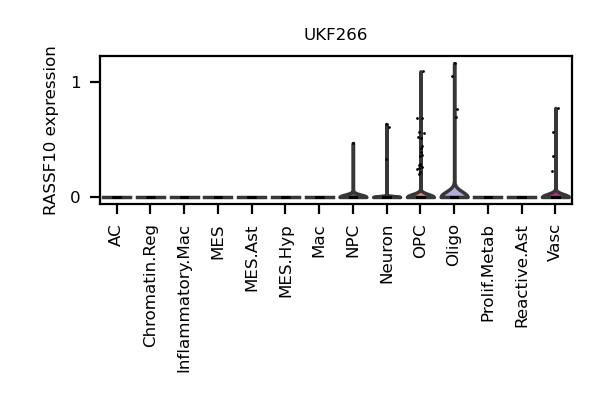 UKF266
RASSF10 expression
1
0
AC
Chromatin.Reg
Inflammatory.Mac
MES
MES.Ast
MES.Hyp
Mac
NPC
Neuron
OPC
Oligo
Prolif.Metab
Reactive.Ast
Vasc